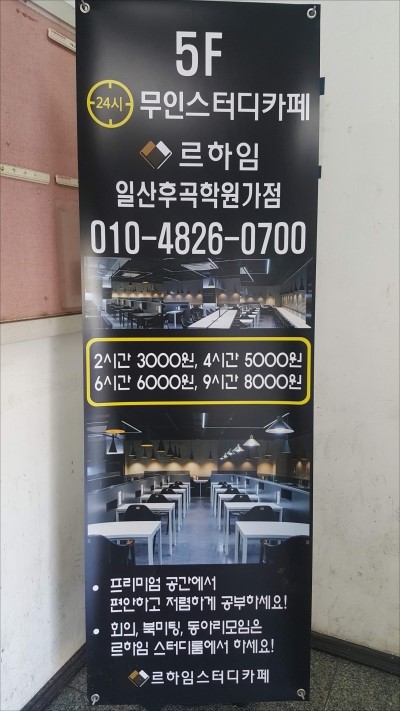 5F
24시 무인스터디카페
르하임
일산후곡학원가점
010-4826-0700
2시간 3000원, 4시간 5000원
6시간 6000원, 9시간 8000원
• 프리미엄 공간에서
편안하고 저렴하게 공부하세요!
• 회의, 북미팅, 동아리모임은
르하임 스터디룸에서 하세요!
르하임스터디카페